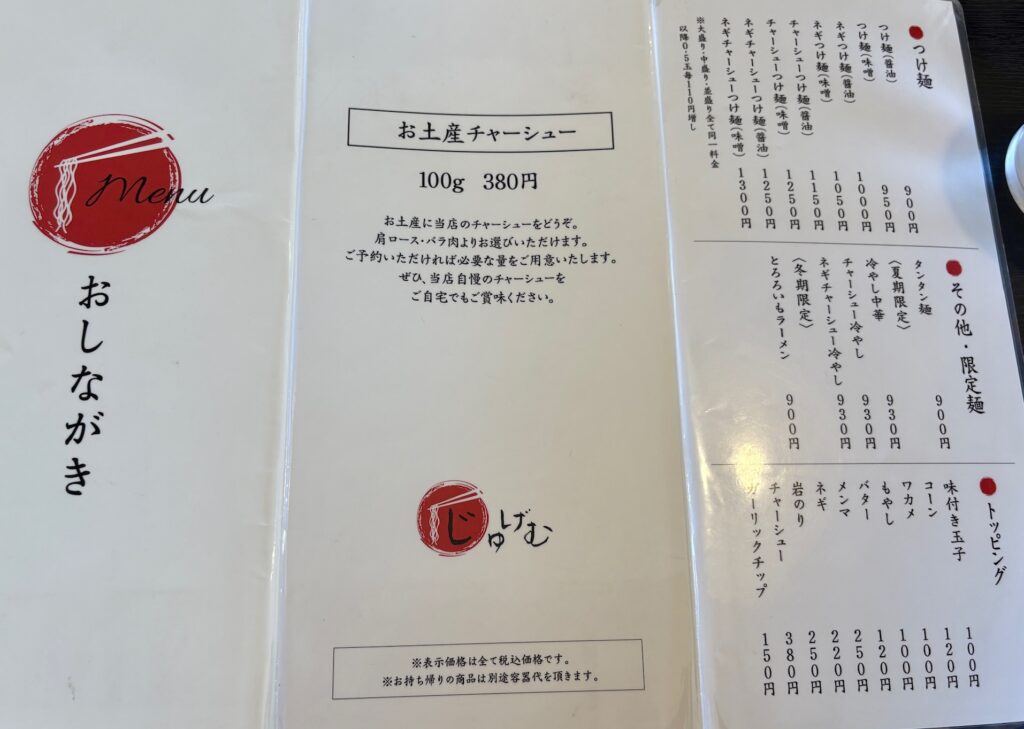 Menu
おしながき
お土産チャーシュー
100g 380円
お土産に当店のチャーシューをどうぞ。
肩ロース・バラ肉よりお選びいただけます。
ご予約いただければ必要な量をご用意いたします。
ぜひ、当店自慢のチャーシューを
ご自宅でもご賞味ください。
じゅげむ
※表示価格は全て税込価格です。
※お持ち帰りの商品は別途容器代を頂きます。
つけ麺
つけ麺(醤油) 900円
つけ麺(味噌) 950円
ネギつけ麺(醤油) 1000円
ネギつけ麺(味噌) 1050円
チャーシューつけ麺(醤油) 1150円
チャーシューつけ麺(味噌) 1250円
ネギチャーシューつけ麺(醤油) 1250円
ネギチャーシューつけ麺(味噌) 1300円
※大盛り・中盛り・並盛り全て同一料金
以降0.5玉毎110円増し
その他・限定麺
タンタン麺 900円
〈夏期限定〉
冷やし中華 930円
チャーシュー冷やし 930円
ネギチャーシュー冷やし 930円
〈冬期限定〉
とろろいもラーメン 900円
トッピング
味付き玉子 100円
コーン 120円
ワカメ 100円
もやし 100円
バター 120円
メンマ 250円
ネギ 220円
岩のり 250円
チャーシュー 380円
ガーリックチップ 150円